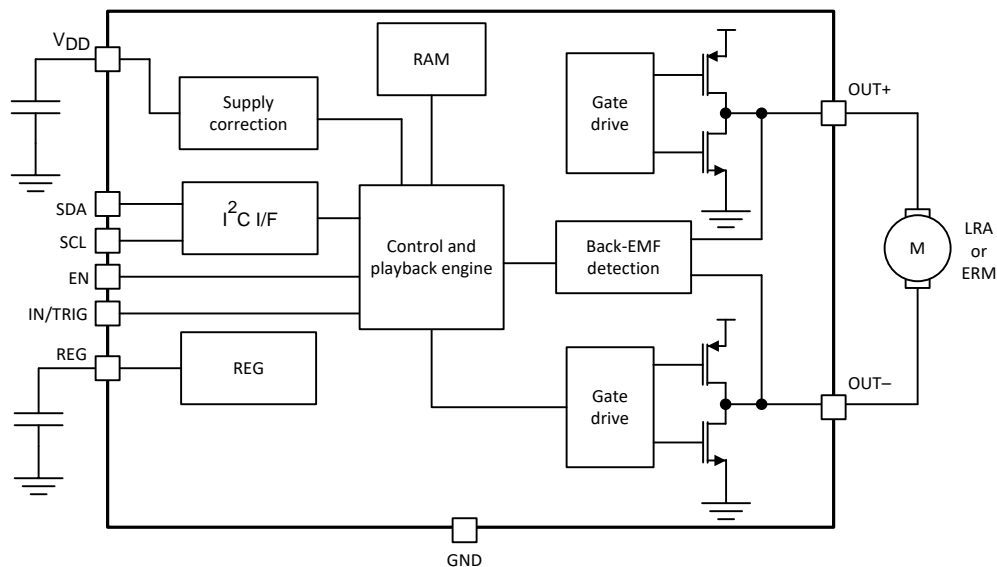 V_DD
RAM
OUT+
Supply
correction
Gate
drive
SDA
I²C I/F
SCL
LRA
or
ERM
M
Control and
playback engine
Back-EMF
detection
EN
IN/TRIG
REG
REG
OUT–
Gate
drive
GND